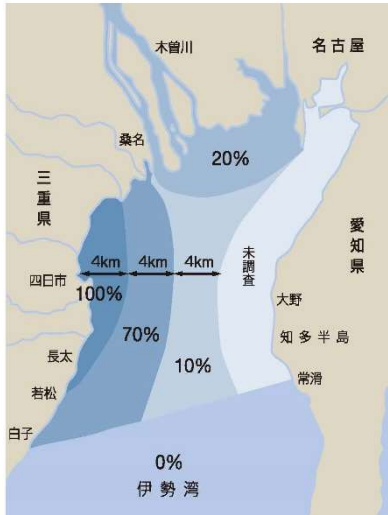 木曽川
名古屋
桑名
20%
三重県
愛知県
4km 4km 4km
未調査
四日市
100%
大野
70%
知多半島
長太
10%
常滑
若松
白子
0%
伊勢湾